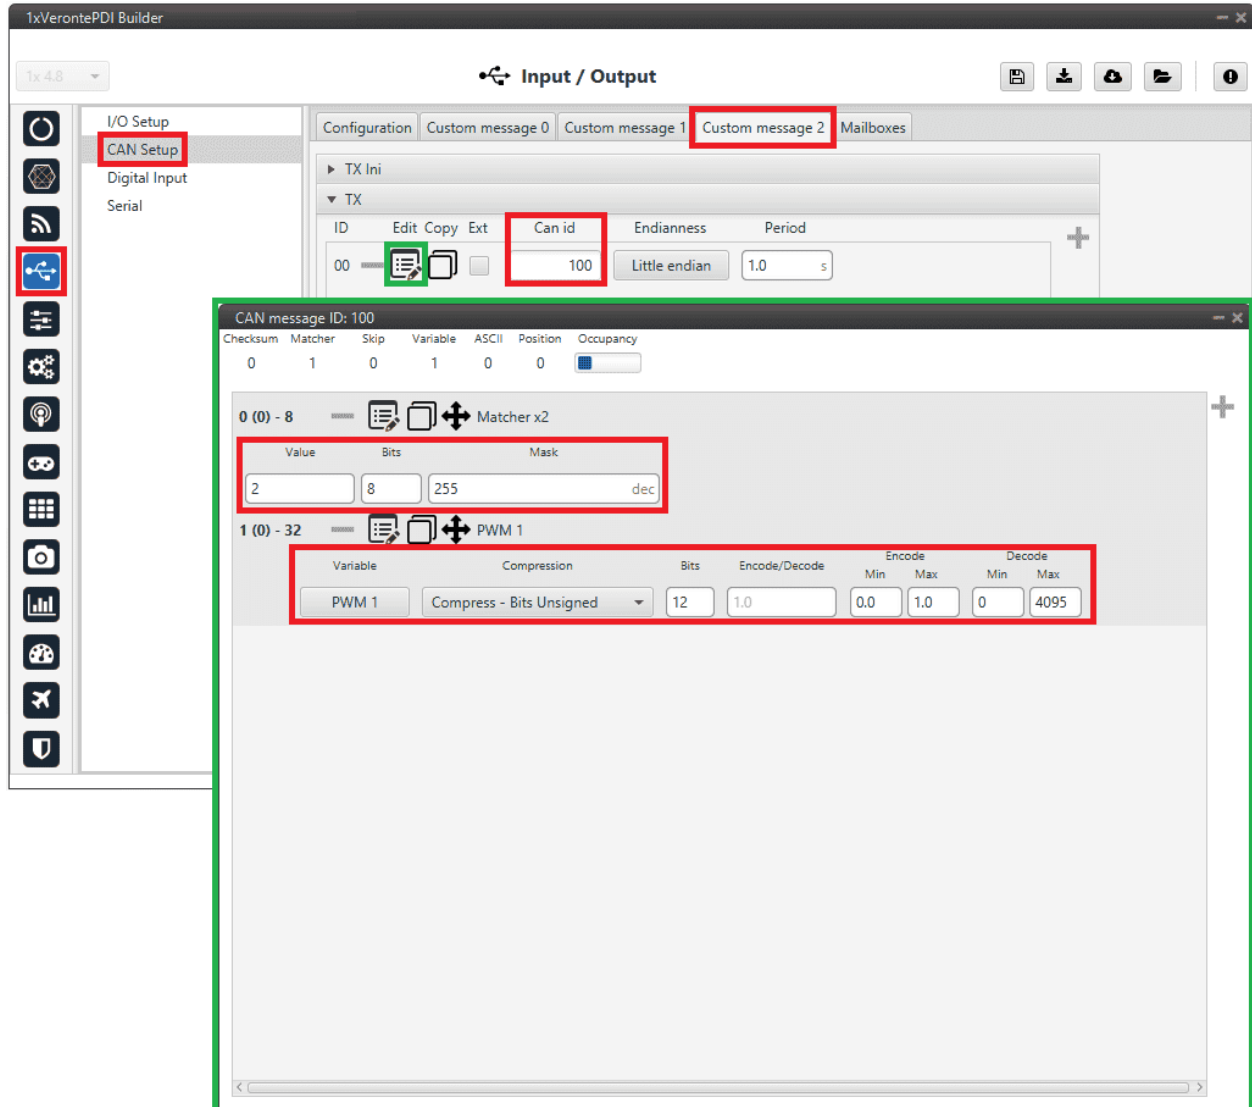 1xVerontePDI Builder
1x 4.8
Input / Output
I/O Setup
CAN Setup
Digital Input
Serial
Configuration Custom message 0 Custom message 1 Custom message 2 Mailboxes
TX Ini
TX
ID Edit Copy Ext Can id Endianness Period
00 100 Little endian 1.0 s
CAN message ID: 100
Checksum Matcher Skip Variable ASCII Position Occupancy
0 1 0 1 0 0
0 (0) - 8 Matcher x2
Value Bits Mask
2 8 255 dec
1 (0) - 32 PWM 1
Variable Compression Bits Encode/Decode Encode Decode
Min Max Min Max
PWM 1 Compress - Bits Unsigned 12 1.0 0.0 1.0 0 4095